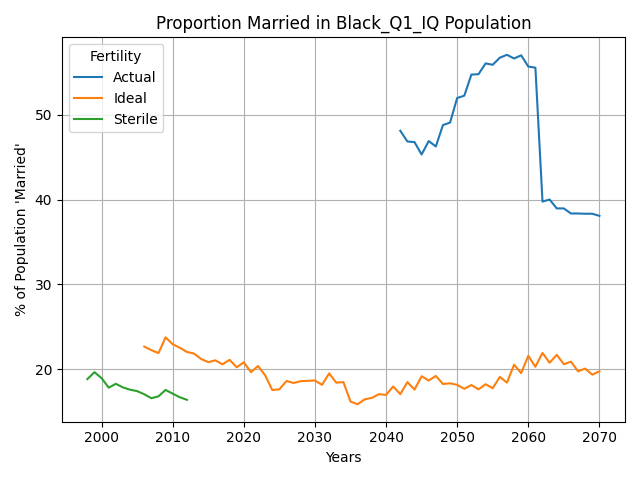 Proportion Married in Black_Q1_IQ Population
Fertility
Actual
Ideal
Sterile
% of Population 'Married'
50
40
30
20
2000 2010 2020 2030 2040 2050 2060 2070
Years